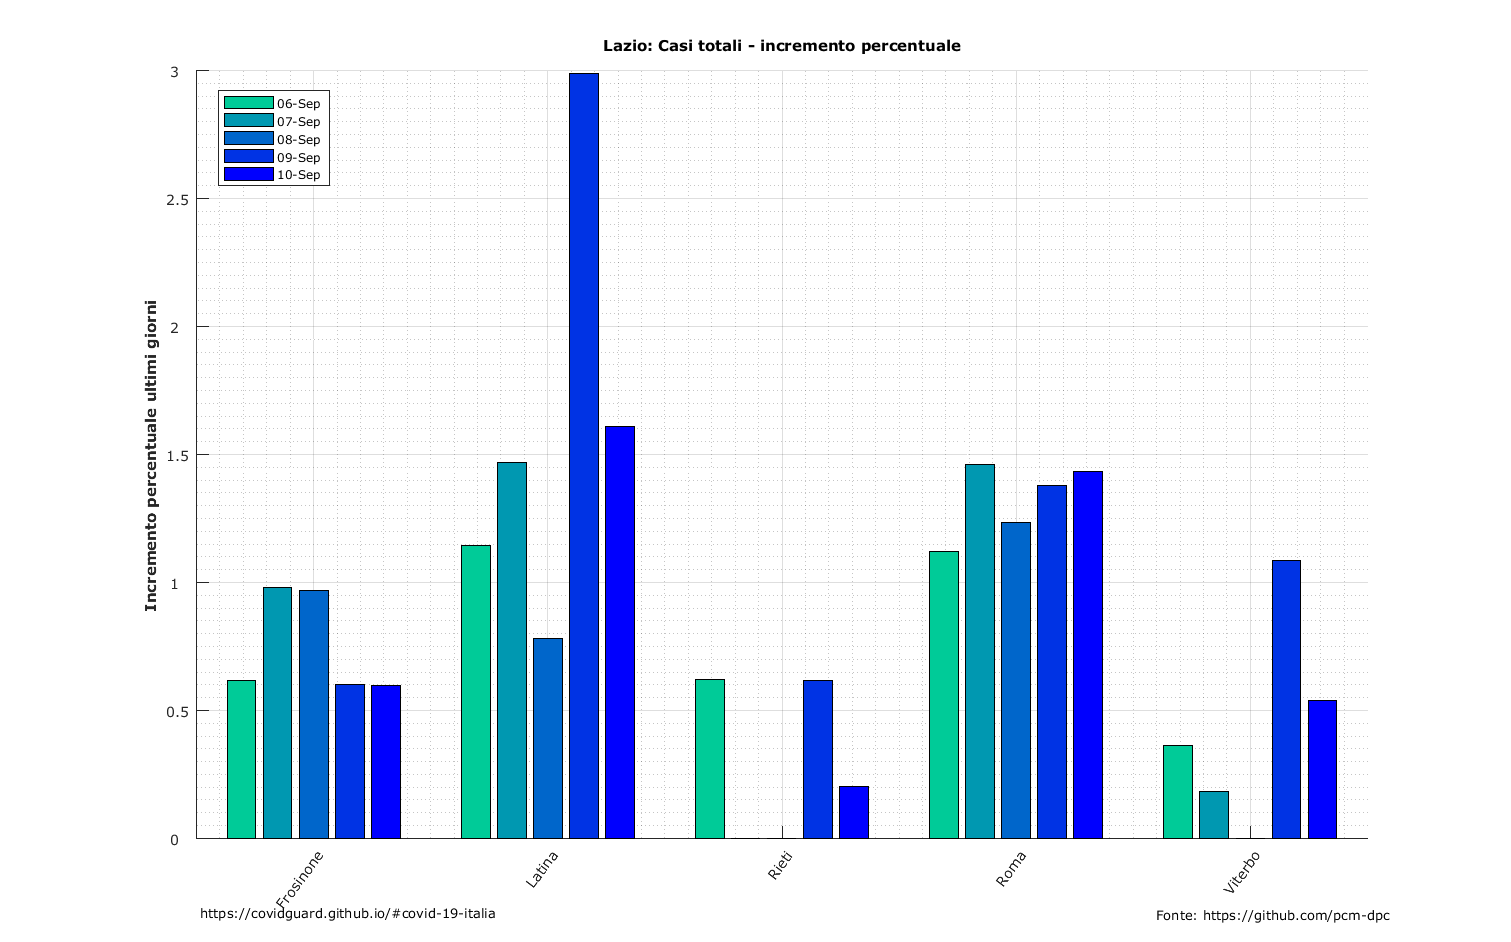 Lazio: Casi totali - incremento percentuale
3
2.5
2
1.5
1
0.5
0
Incremento percentuale ultimi giorni
06-Sep
07-Sep
08-Sep
09-Sep
10-Sep
Frosinone
Latina
Rieti
Roma
Viterbo
https://covidguard.github.io/#covid-19-italia
Fonte: https://github.com/pcm-dpc